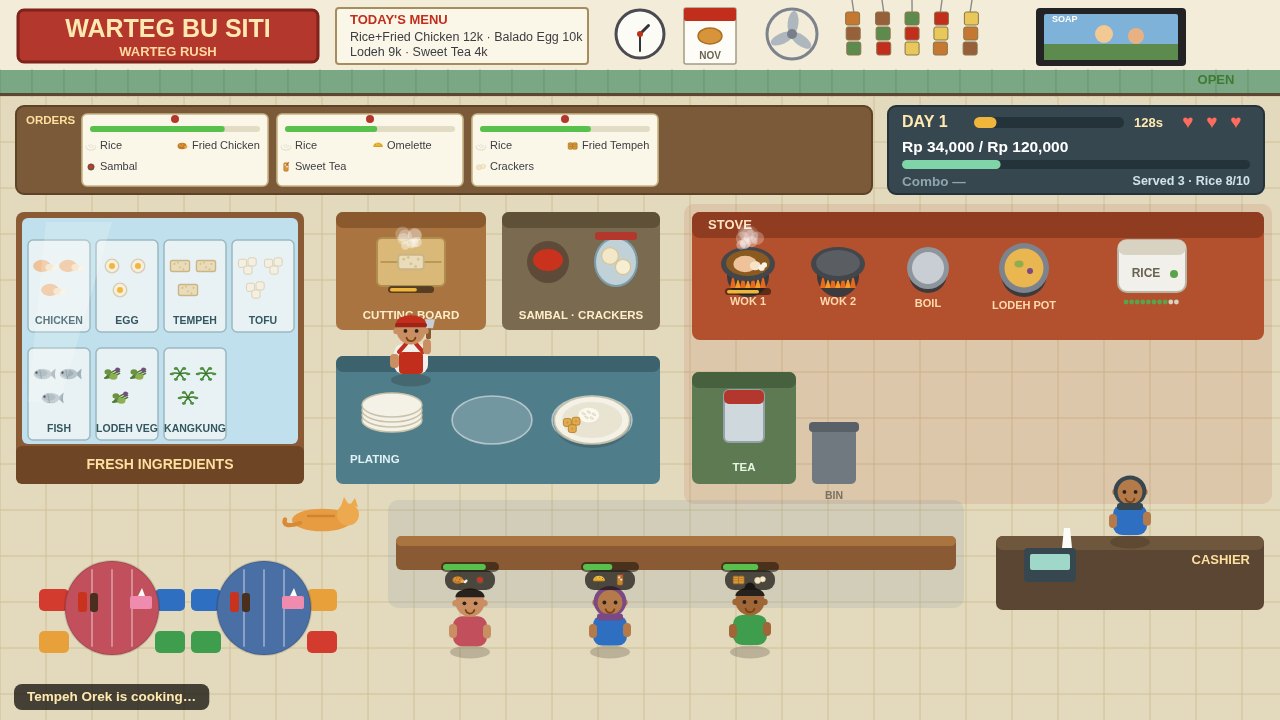 WARTEG BU SITI
WARTEG RUSH
TODAY'S MENU
Rice+Fried Chicken 12k · Balado Egg 10k
Lodeh 9k · Sweet Tea 4k
NOV
SOAP
OPEN
ORDERS
Rice
Fried Chicken
Sambal
Rice
Omelette
Sweet Tea
Rice
Fried Tempeh
Crackers
DAY 1
128s
Rp 34,000 / Rp 120,000
Combo —
Served 3 · Rice 8/10
CHICKEN
EGG
TEMPEH
TOFU
FISH
LODEH VEG
KANGKUNG
FRESH INGREDIENTS
CUTTING BOARD
SAMBAL · CRACKERS
PLATING
STOVE
WOK 1
WOK 2
BOIL
LODEH POT
RICE
TEA
BIN
CASHIER
Tempeh Orek is cooking…